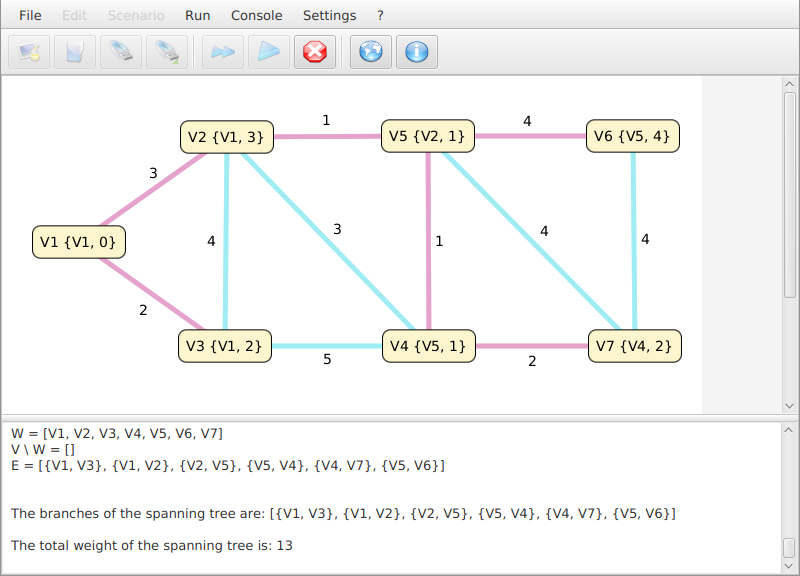 File Edit Scenario Run Console Settings ?
1
4
V2 {V1, 3} V5 {V2, 1} V6 {V5, 4}
3
3
4
4
4
1
V1 {V1, 0}
2
V3 {V1, 2} V4 {V5, 1} V7 {V4, 2}
5
2
W = [V1, V2, V3, V4, V5, V6, V7]
V \ W = []
E = [{V1, V3}, {V1, V2}, {V2, V5}, {V5, V4}, {V4, V7}, {V5, V6}]
The branches of the spanning tree are: [{V1, V3}, {V1, V2}, {V2, V5}, {V5, V4}, {V4, V7}, {V5, V6}]
The total weight of the spanning tree is: 13